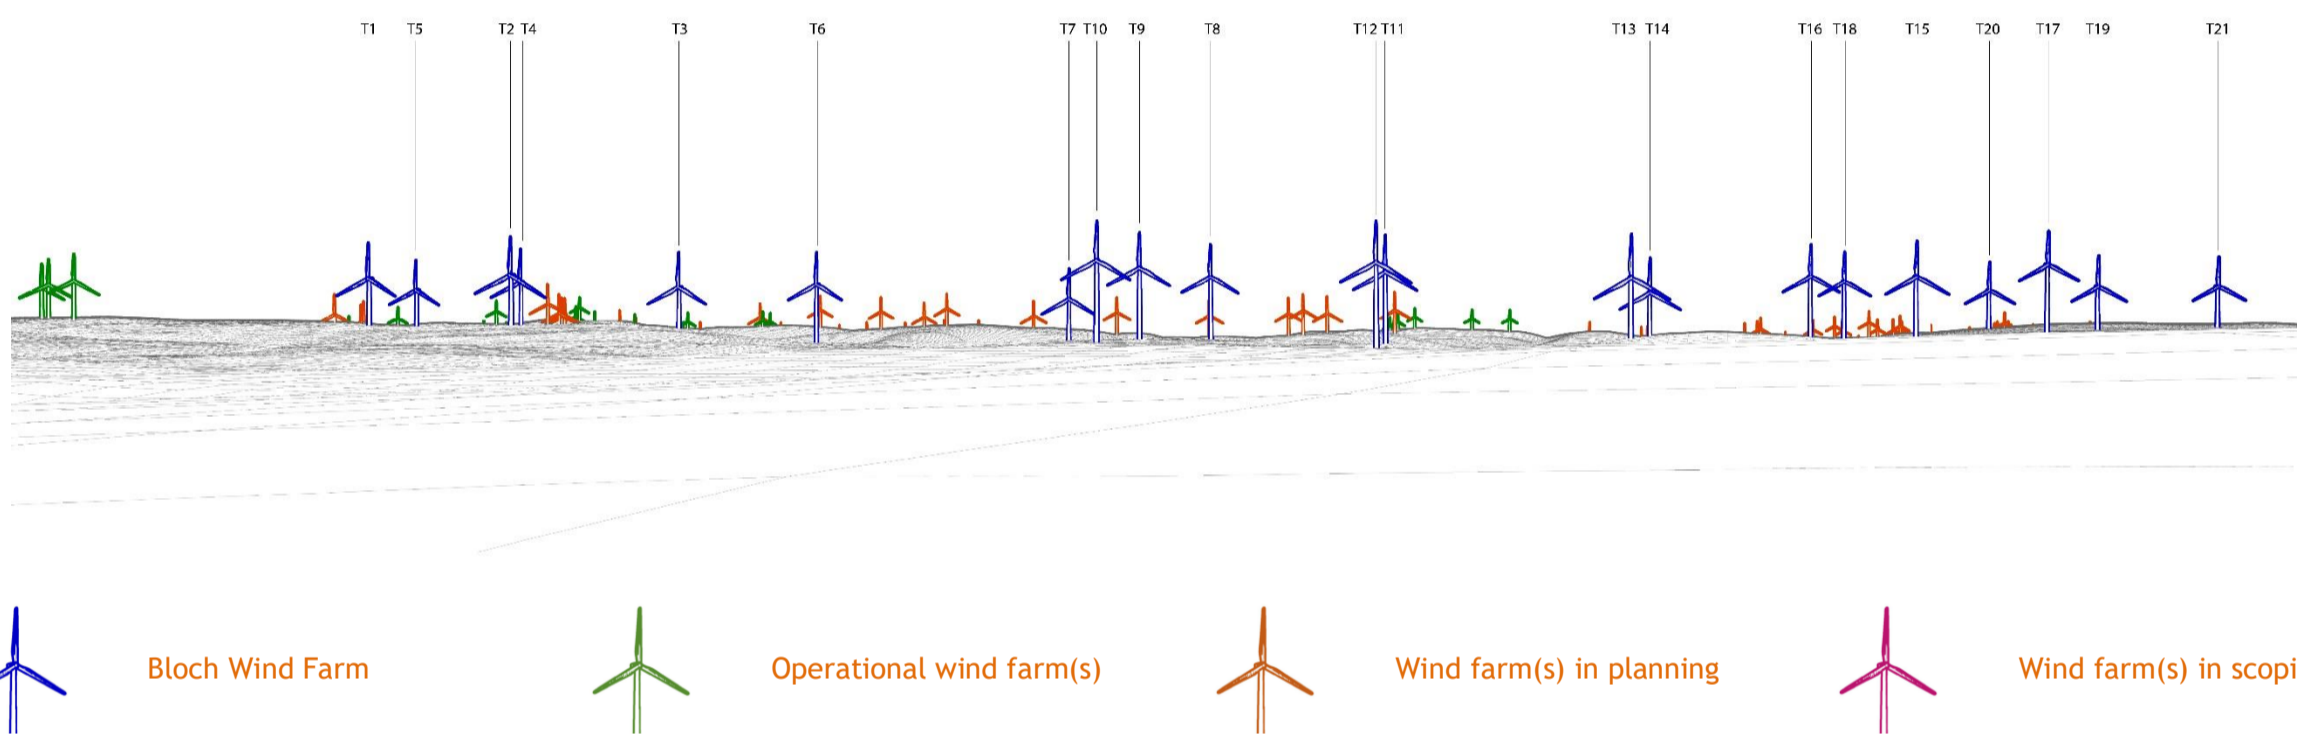 T1 T5 T2 T4 T3 T6 T7 T10 T9 T8 T12 T11 T13 T14 T16 T18 T15 T20 T17 T19 T21
Bloch Wind Farm Operational wind farm(s) Wind farm(s) in planning Wind farm(s) in scopi